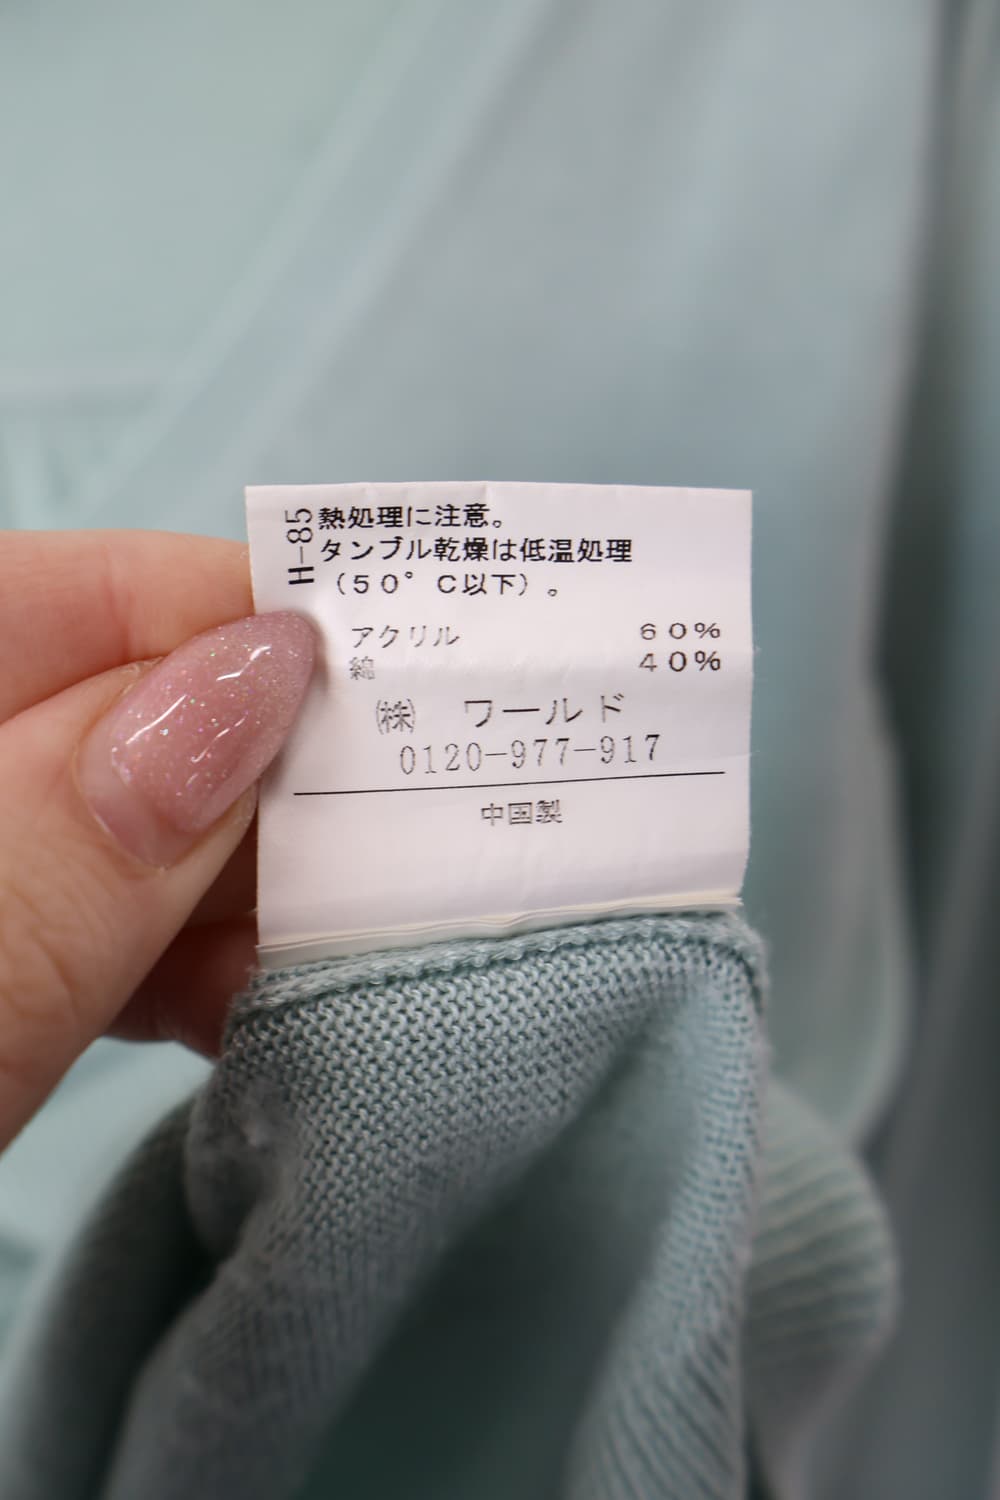 H-85
熱処理に注意。
タンブル乾燥は低温処理
（５０°Ｃ以下）。
アクリル ６０％
綿 ４０％
㈱ ワールド
0120-977-917
中国製